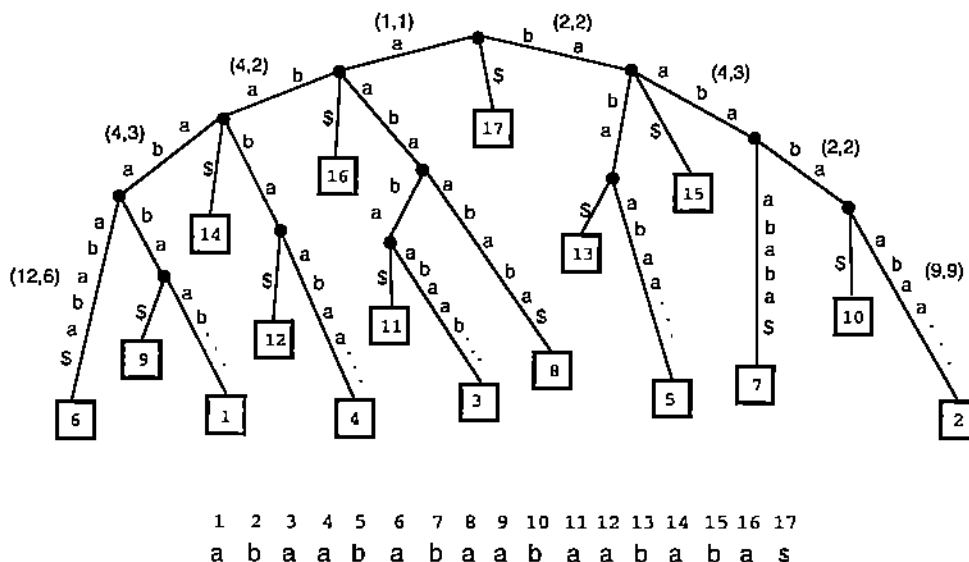 (1,1) (2,2)
a b a
(4,2) b $ a (4,3)
a $ a b b
17
(4,3) a $ b a $ a
b b a b (2,2)
a $ 16 a a
a b 15 a
a b a b $ a b
14 b b a
b a a a 13 a a b
(12,6) a a $ b $ a b a b $ a (9,9)
b a $ b a b a a
a $ b 12 a 11 a a $ 10
$ 9 a b $ 8 7
6 1 4 3 5 2
1 2 3 4 5 6 7 8 9 10 11 12 13 14 15 16 17
a b a a b a b a a b a a b a b a s